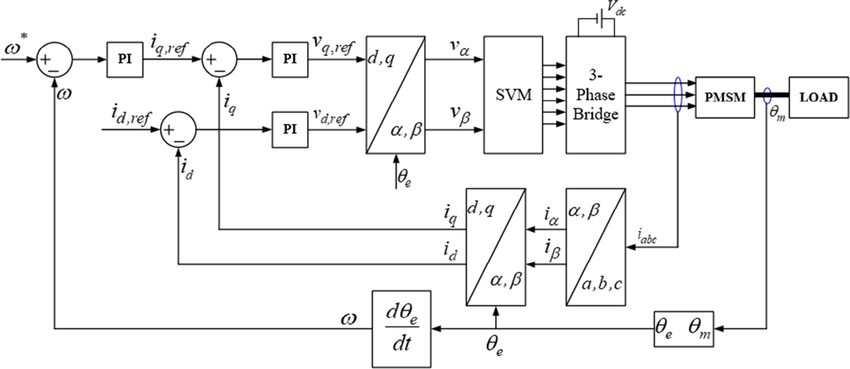 V_dc
ω*
+
−
ω
PI
i_q,ref
+
−
i_q
PI
v_q,ref
d,q
α,β
v_α
v_β
SVM
3-
Phase
Bridge
PMSM
θ_m
LOAD
i_d,ref
+
−
i_d
PI
v_d,ref
θ_e
i_q
i_d
d,q
α,β
i_α
i_β
α,β
a,b,c
i_abc
ω
dθ_e
dt
θ_e
θ_e θ_m